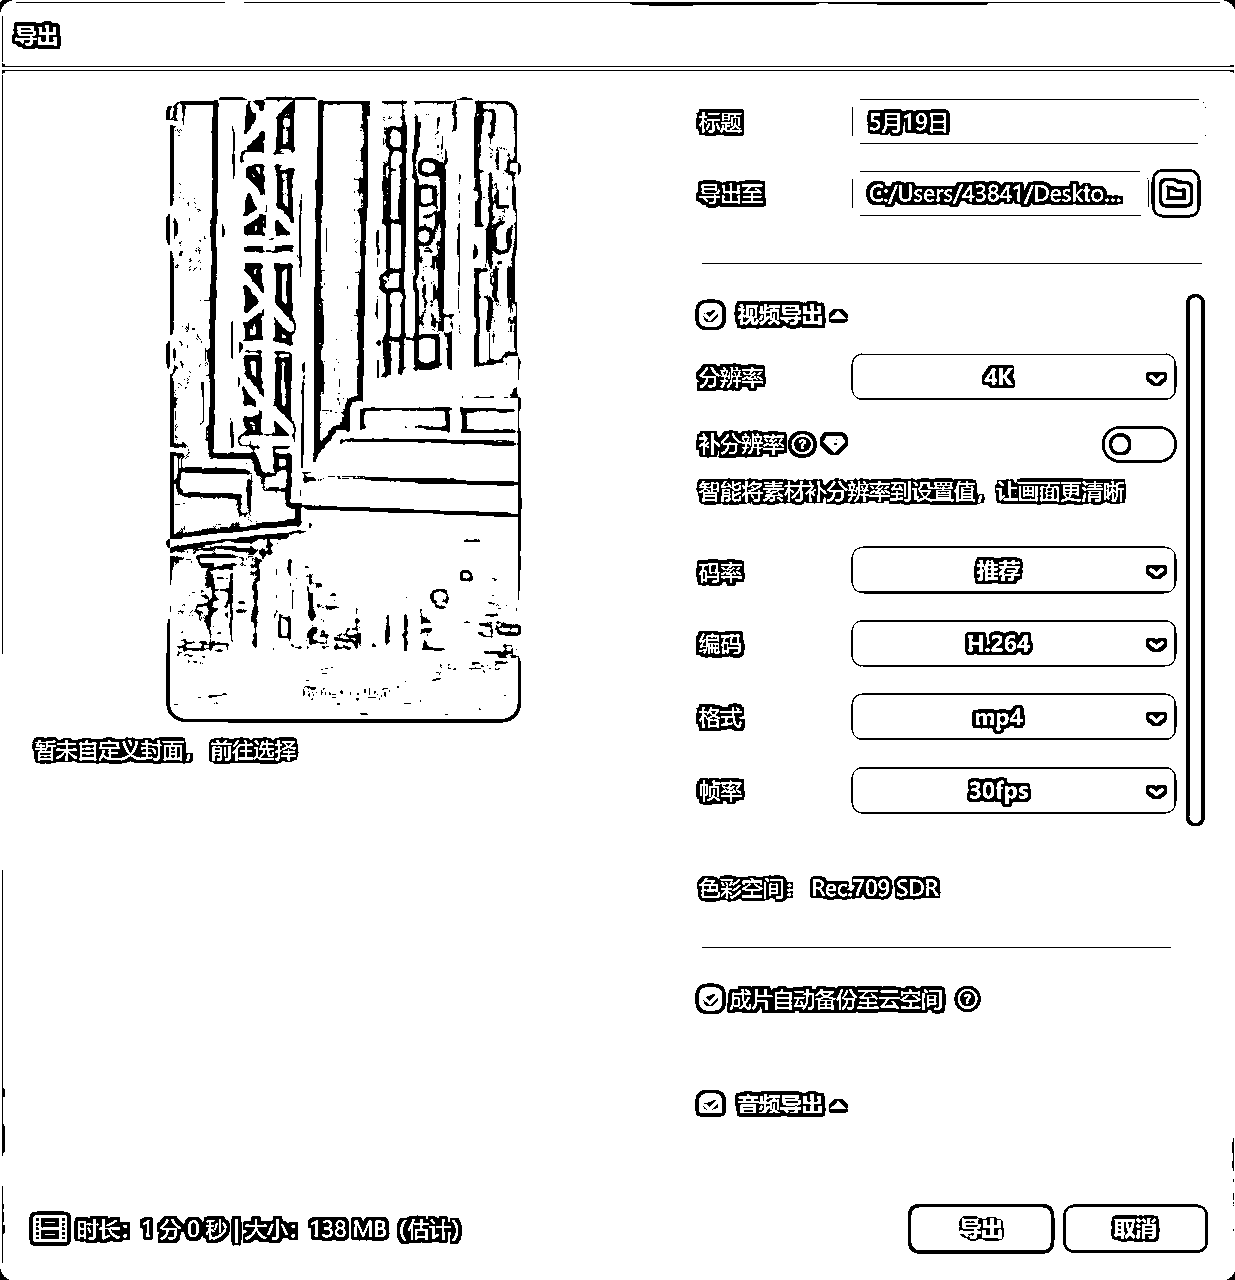 导出
标题
5月19日
导出至
C:/Users/43841/Deskto...
视频导出
分辨率
4K
补分辨率
智能将素材补分辨率到设置值，让画面更清晰
码率
推荐
编码
H.264
格式
mp4
帧率
30fps
暂未自定义封面，前往选择
色彩空间：Rec.709 SDR
成片自动备份至云空间
音频导出
时长：1分0秒 | 大小：138 MB（估计）
导出
取消